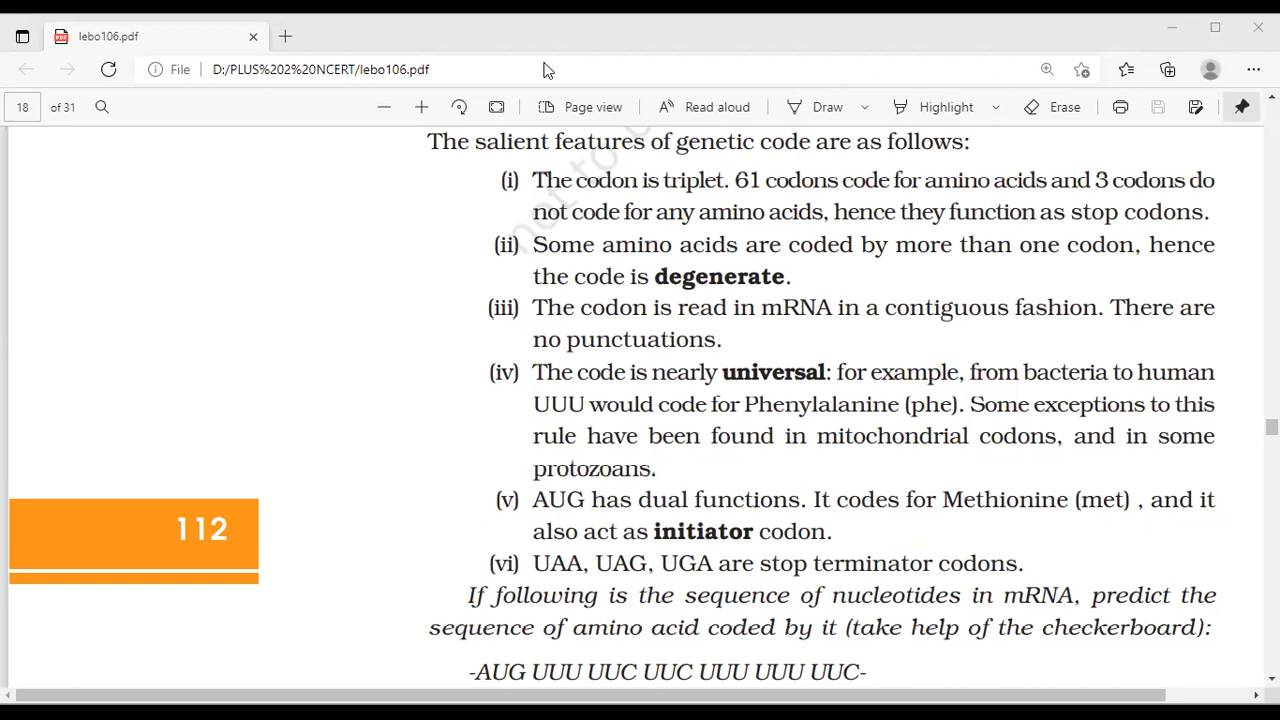 lebo106.pdf
File D:/PLUS%202%20NCERT/lebo106.pdf
18 of 31 Page view Read aloud Draw Highlight Erase
The salient features of genetic code are as follows:
(i) The codon is triplet. 61 codons code for amino acids and 3 codons do
not code for any amino acids, hence they function as stop codons.
(ii) Some amino acids are coded by more than one codon, hence
the code is degenerate.
(iii) The codon is read in mRNA in a contiguous fashion. There are
no punctuations.
(iv) The code is nearly universal: for example, from bacteria to human
UUU would code for Phenylalanine (phe). Some exceptions to this
rule have been found in mitochondrial codons, and in some
protozoans.
(v) AUG has dual functions. It codes for Methionine (met) , and it
also act as initiator codon.
112
(vi) UAA, UAG, UGA are stop terminator codons.
If following is the sequence of nucleotides in mRNA, predict the
sequence of amino acid coded by it (take help of the checkerboard):
-AUG UUU UUC UUC UUU UUU UUC-
not to